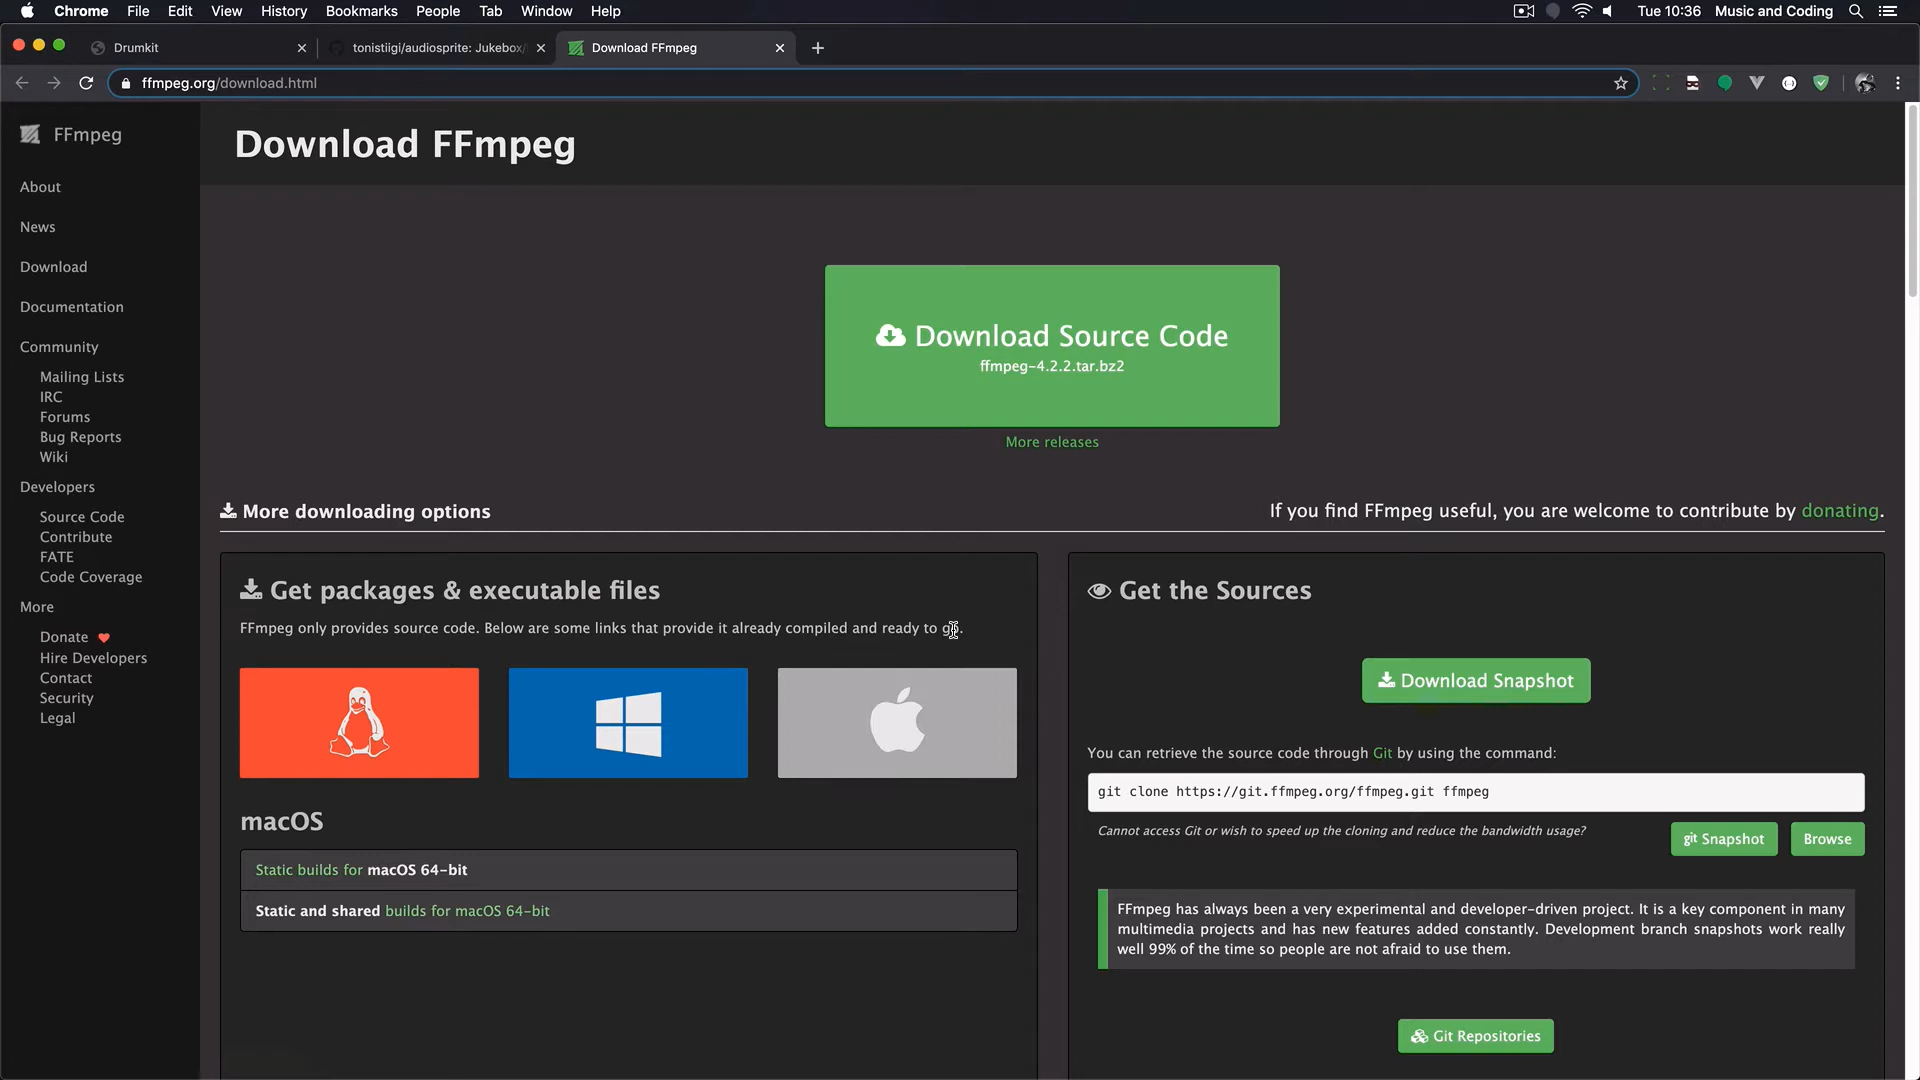 Chrome File Edit View History Bookmarks People Tab Window Help Tue 10:36 Music and Coding
Drumkit
tonistiigi/audiosprite: Jukebox/
Download FFmpeg
ffmpeg.org/download.html
FFmpeg
About
News
Download
Documentation
Community
Mailing Lists
IRC
Forums
Bug Reports
Wiki
Developers
Source Code
Contribute
FATE
Code Coverage
More
Donate
Hire Developers
Contact
Security
Legal
Download FFmpeg
Download Source Code
ffmpeg-4.2.2.tar.bz2
More releases
More downloading options
If you find FFmpeg useful, you are welcome to contribute by donating.
Get packages & executable files
FFmpeg only provides source code. Below are some links that provide it already compiled and ready to go.
macOS
Static builds for macOS 64-bit
Static and shared builds for macOS 64-bit
Get the Sources
Download Snapshot
You can retrieve the source code through Git by using the command:
git clone https://git.ffmpeg.org/ffmpeg.git ffmpeg
Cannot access Git or wish to speed up the cloning and reduce the bandwidth usage?
git Snapshot
Browse
FFmpeg has always been a very experimental and developer-driven project. It is a key component in many
multimedia projects and has new features added constantly. Development branch snapshots work really
well 99% of the time so people are not afraid to use them.
Git Repositories